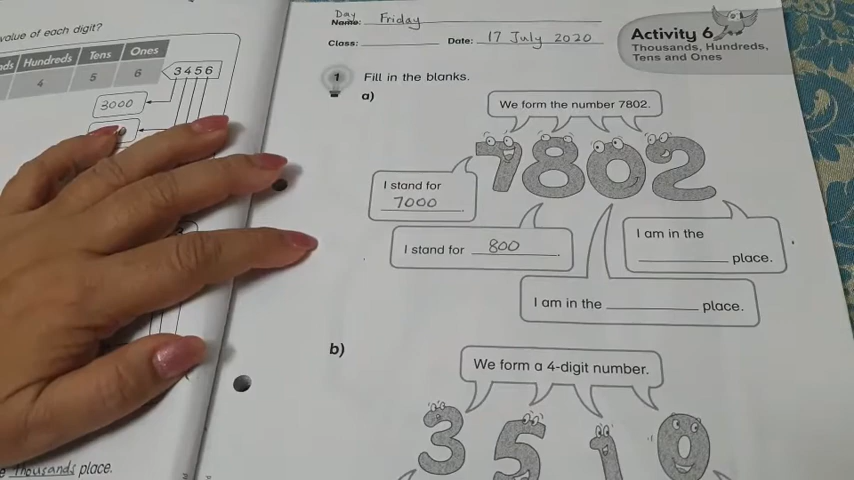 value of each digit?
ds Hundreds Tens Ones
4 5 6
3456
3000
Thousands place.
Day
Name: Friday
Class: Date: 17 July 2020
Activity 6
Thousands, Hundreds,
Tens and Ones
1 Fill in the blanks.
a)
We form the number 7802.
7802
I stand for
7000
I stand for 800.
I am in the
place.
I am in the place.
b)
We form a 4-digit number.
3510